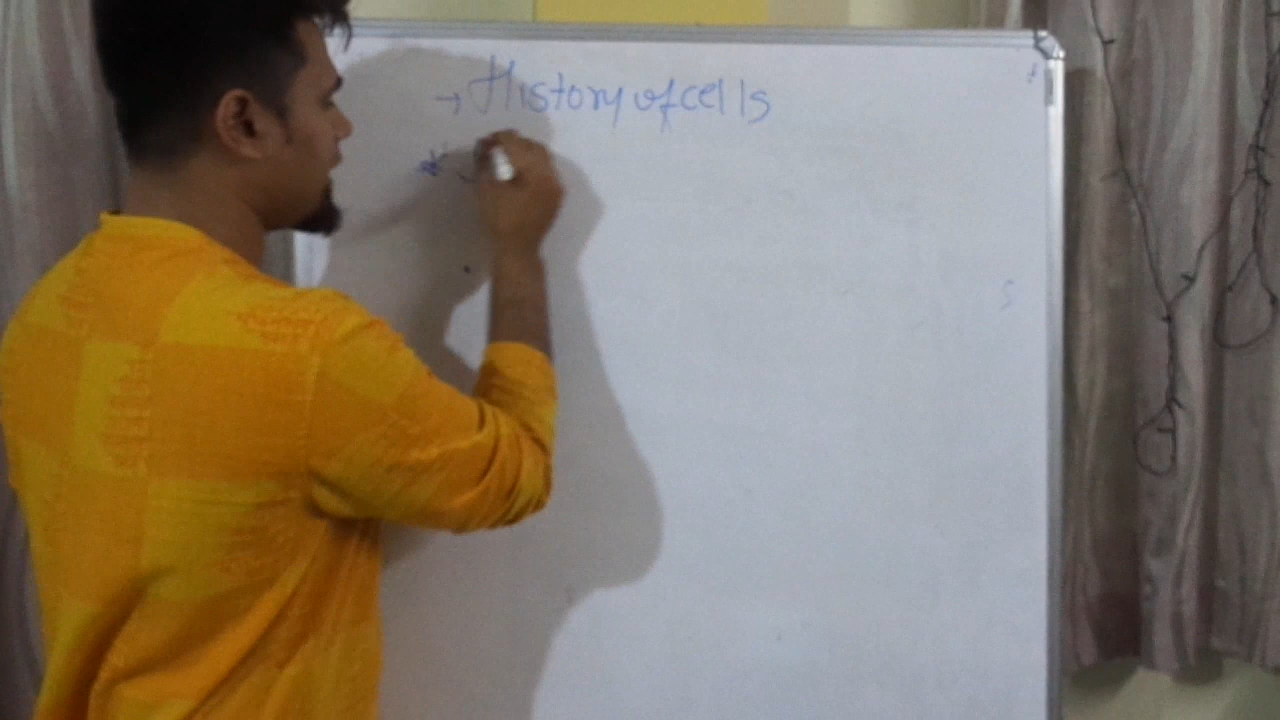 → History of cells
*